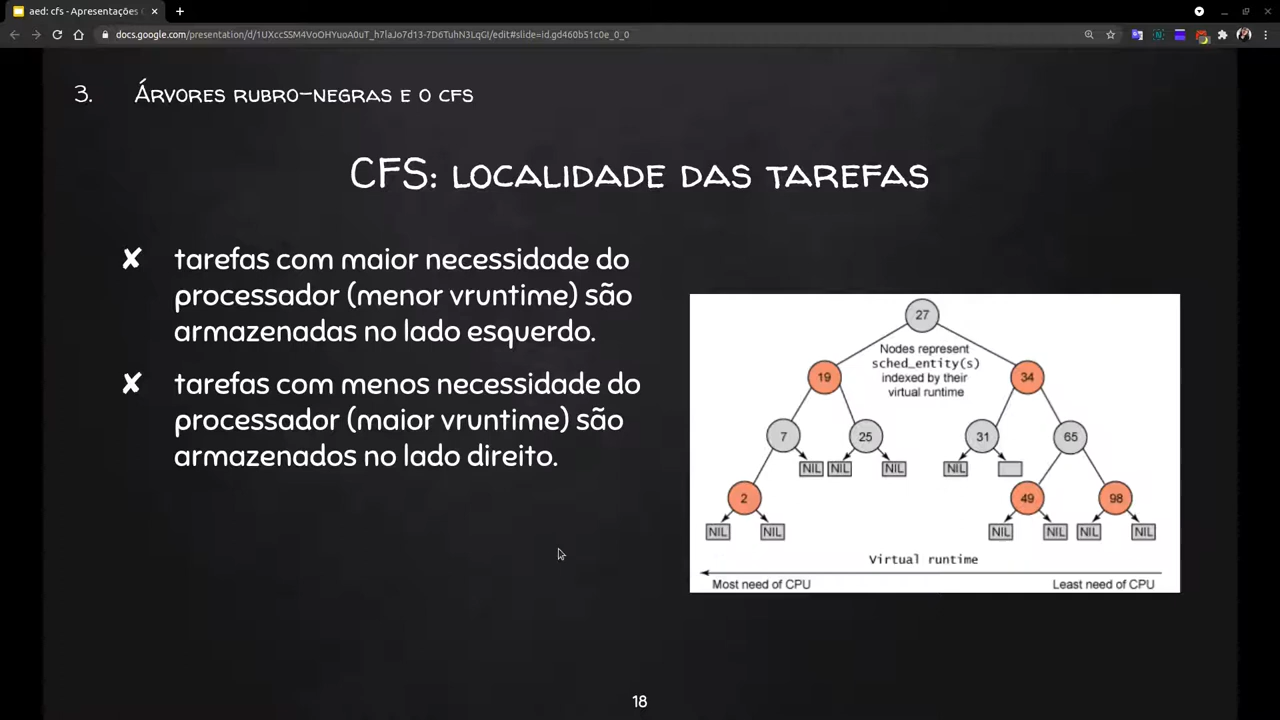 aed: cfs - Apresentações
docs.google.com/presentation/d/1UXccSSM4VoOHYuoA0uT_h7laJo7d13-7D6TuhN3LqGI/edit#slide=id.gd460b51c0e_0_0
3. Árvores rubro-negras e o cfs
CFS: localidade das tarefas
✘ tarefas com maior necessidade do
processador (menor vruntime) são
armazenadas no lado esquerdo.
✘ tarefas com menos necessidade do
processador (maior vruntime) são
armazenados no lado direito.
27
Nodes represent
sched_entity(s)
indexed by their
virtual runtime
19 34
7 25 31 65
NIL NIL NIL NIL
2 49 98
NIL NIL NIL NIL NIL NIL
Virtual runtime
Most need of CPU Least need of CPU
18